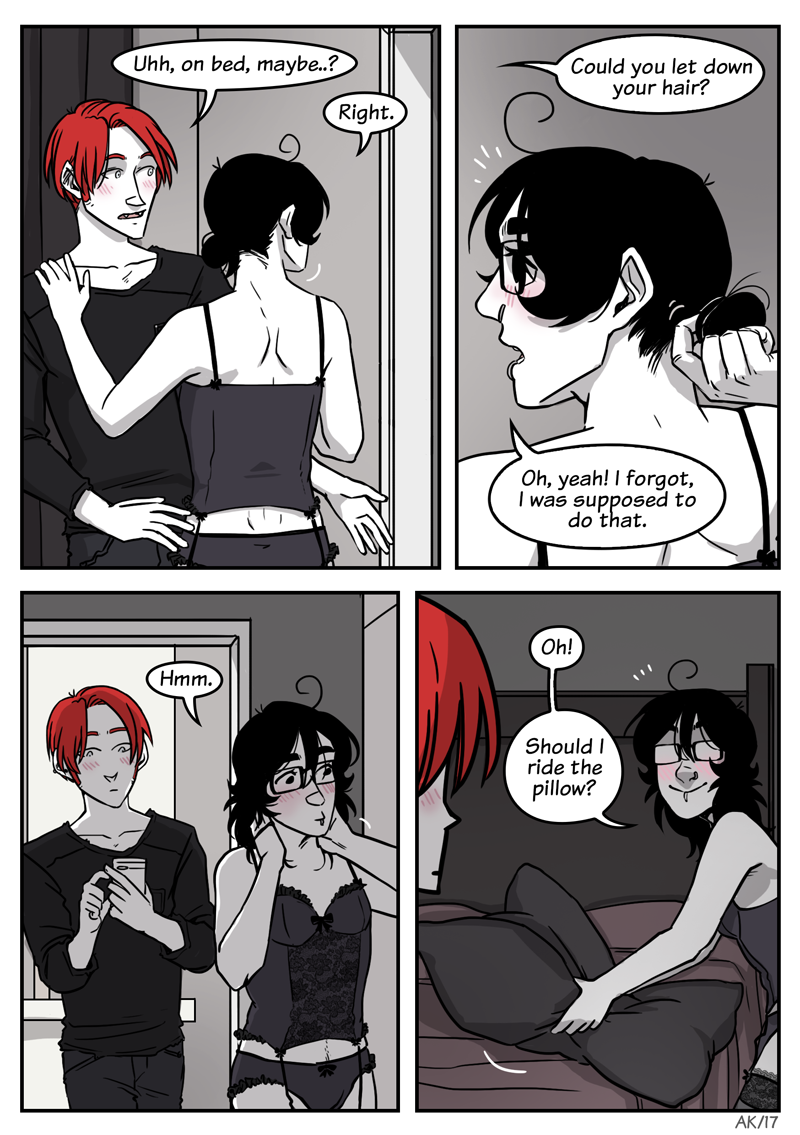 Uhh, on bed, maybe..?
Right.
Could you let down
your hair?
Oh, yeah! I forgot,
I was supposed to
do that.
Hmm.
Oh!
Should I
ride the
pillow?
AK/17